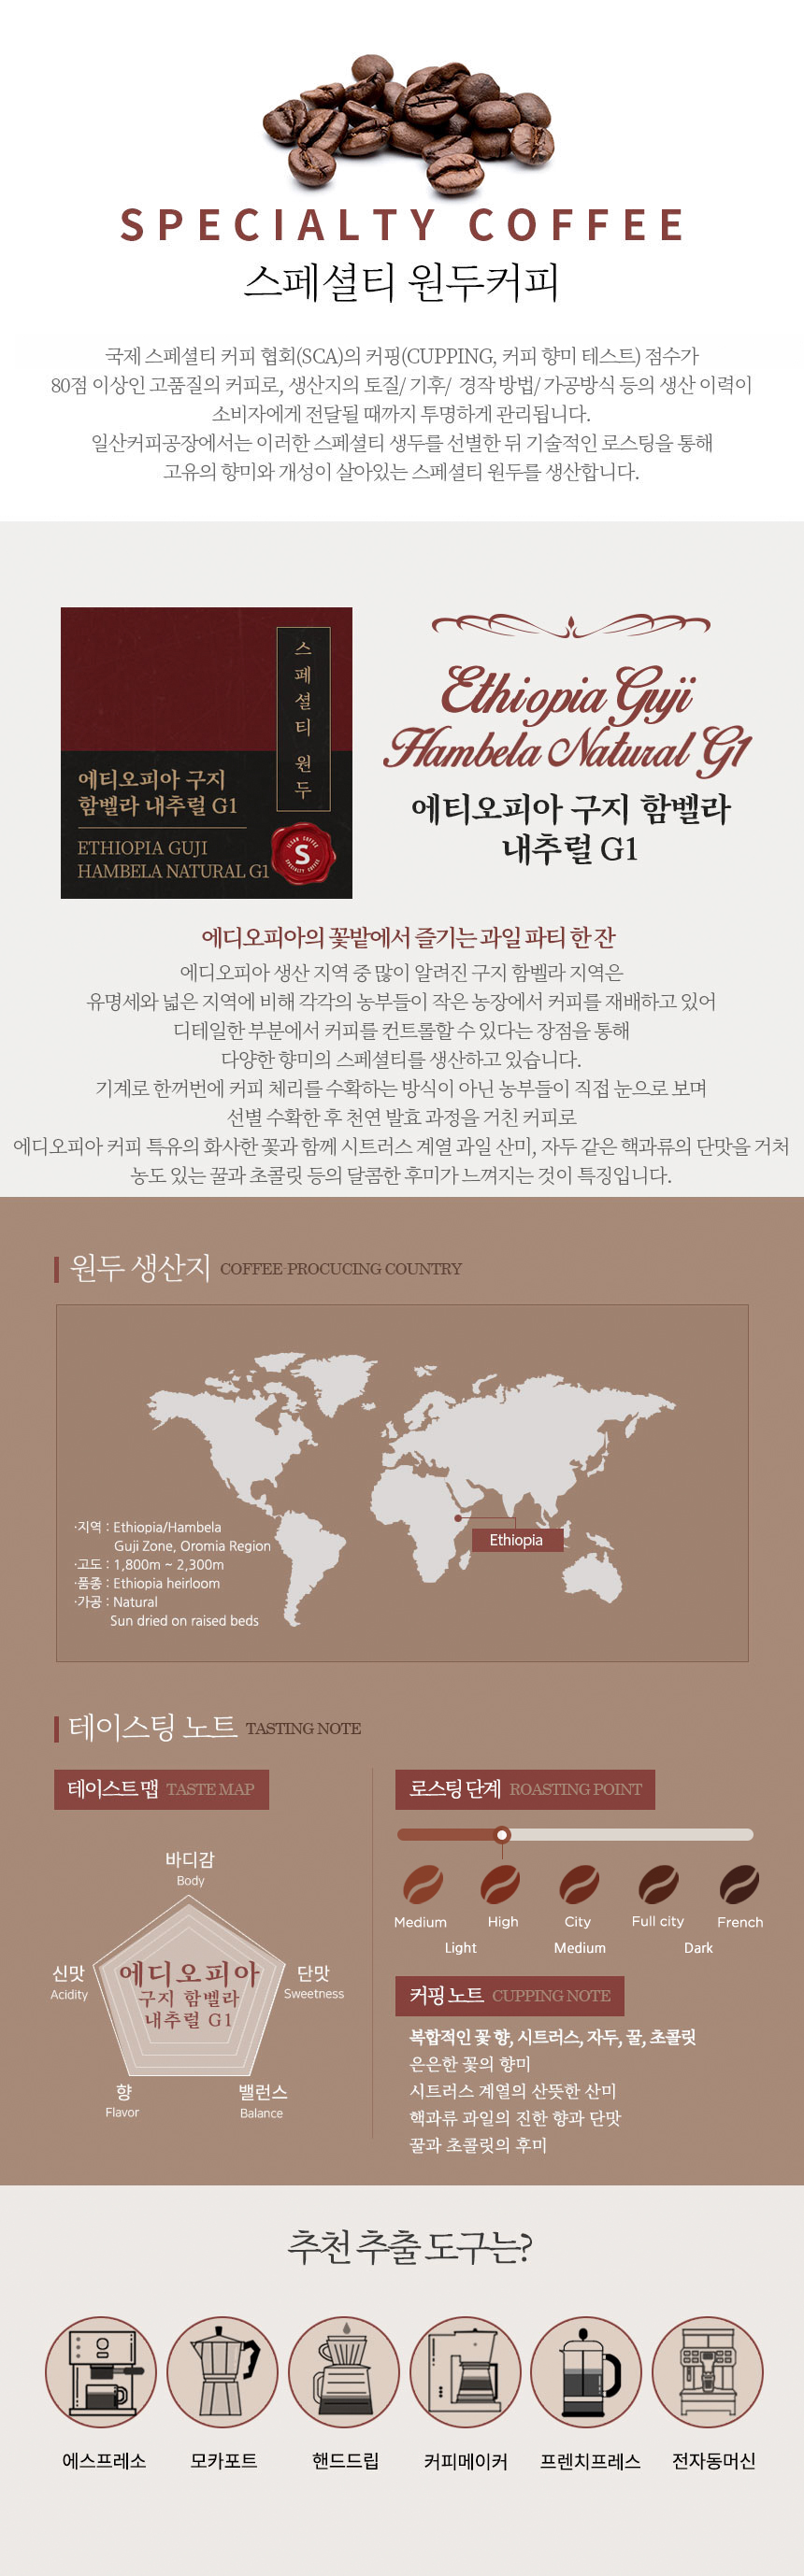 SPECIALTY COFFEE
스페셜티 원두커피
국제 스페셜티 커피 협회(SCA)의 커핑(CUPPING, 커피 향미 테스트) 점수가
80점 이상인 고품질의 커피로, 생산지의 토질/ 기후/ 경작 방법/ 가공방식 등의 생산 이력이
소비자에게 전달될 때까지 투명하게 관리됩니다.
일산커피공장에서는 이러한 스페셜티 생두를 선별한 뒤 기술적인 로스팅을 통해
고유의 향미와 개성이 살아있는 스페셜티 원두를 생산합니다.
스페셜티 원두
에티오피아 구지
함벨라 내추럴 G1
ETHIOPIA GUJI
HAMBELA NATURAL G1
ILSAN COFFEE
S
SPECIALTY COFFEE
Ethiopia Guji
Hambela Natural G1
에티오피아 구지 함벨라
내추럴 G1
에디오피아의 꽃밭에서 즐기는 과일 파티 한 잔
에디오피아 생산 지역 중 많이 알려진 구지 함벨라 지역은
유명세와 넓은 지역에 비해 각각의 농부들이 작은 농장에서 커피를 재배하고 있어
디테일한 부분에서 커피를 컨트롤할 수 있다는 장점을 통해
다양한 향미의 스페셜티를 생산하고 있습니다.
기계로 한꺼번에 커피 체리를 수확하는 방식이 아닌 농부들이 직접 눈으로 보며
선별 수확한 후 천연 발효 과정을 거친 커피로
에디오피아 커피 특유의 화사한 꽃과 함께 시트러스 계열 과일 산미, 자두 같은 핵과류의 단맛을 거쳐
농도 있는 꿀과 초콜릿 등의 달콤한 후미가 느껴지는 것이 특징입니다.
원두 생산지 COFFEE-PROCUCING COUNTRY
·지역 : Ethiopia/Hambela
Guji Zone, Oromia Region
·고도 : 1,800m ~ 2,300m
·품종 : Ethiopia heirloom
·가공 : Natural
Sun dried on raised beds
Ethiopia
테이스팅 노트 TASTING NOTE
테이스트 맵 TASTE MAP
바디감
Body
신맛
Acidity
단맛
Sweetness
에디오피아
구지 함벨라
내추럴 G1
향
Flavor
밸런스
Balance
로스팅 단계 ROASTING POINT
Medium High City Full city French
Light Medium Dark
커핑 노트 CUPPING NOTE
복합적인 꽃 향, 시트러스, 자두, 꿀, 초콜릿
은은한 꽃의 향미
시트러스 계열의 산뜻한 산미
핵과류 과일의 진한 향과 단맛
꿀과 초콜릿의 후미
추천 추출 도구는?
에스프레소 모카포트 핸드드립 커피메이커 프렌치프레스 전자동머신